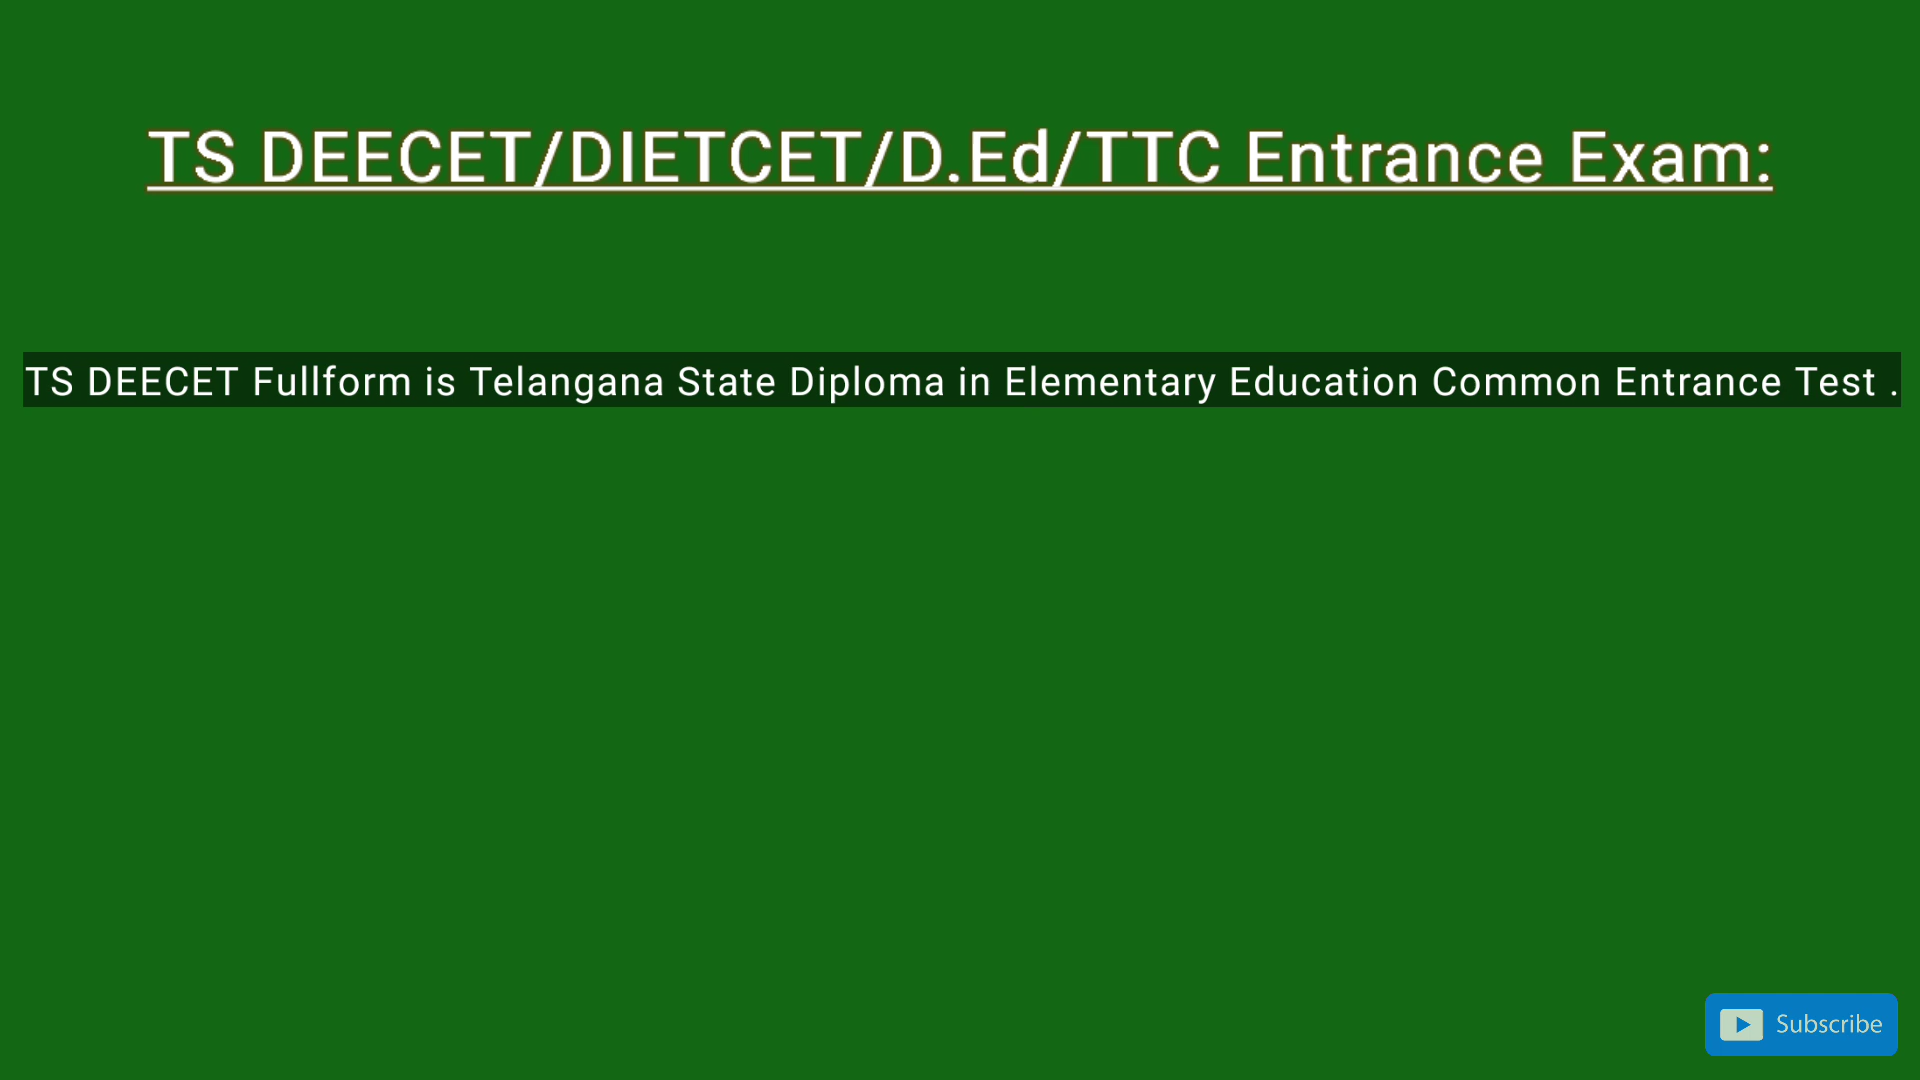 TS DEECET/DIETCET/D.Ed/TTC Entrance Exam:
TS DEECET Fullform is Telangana State Diploma in Elementary Education Common Entrance Test .
Subscribe